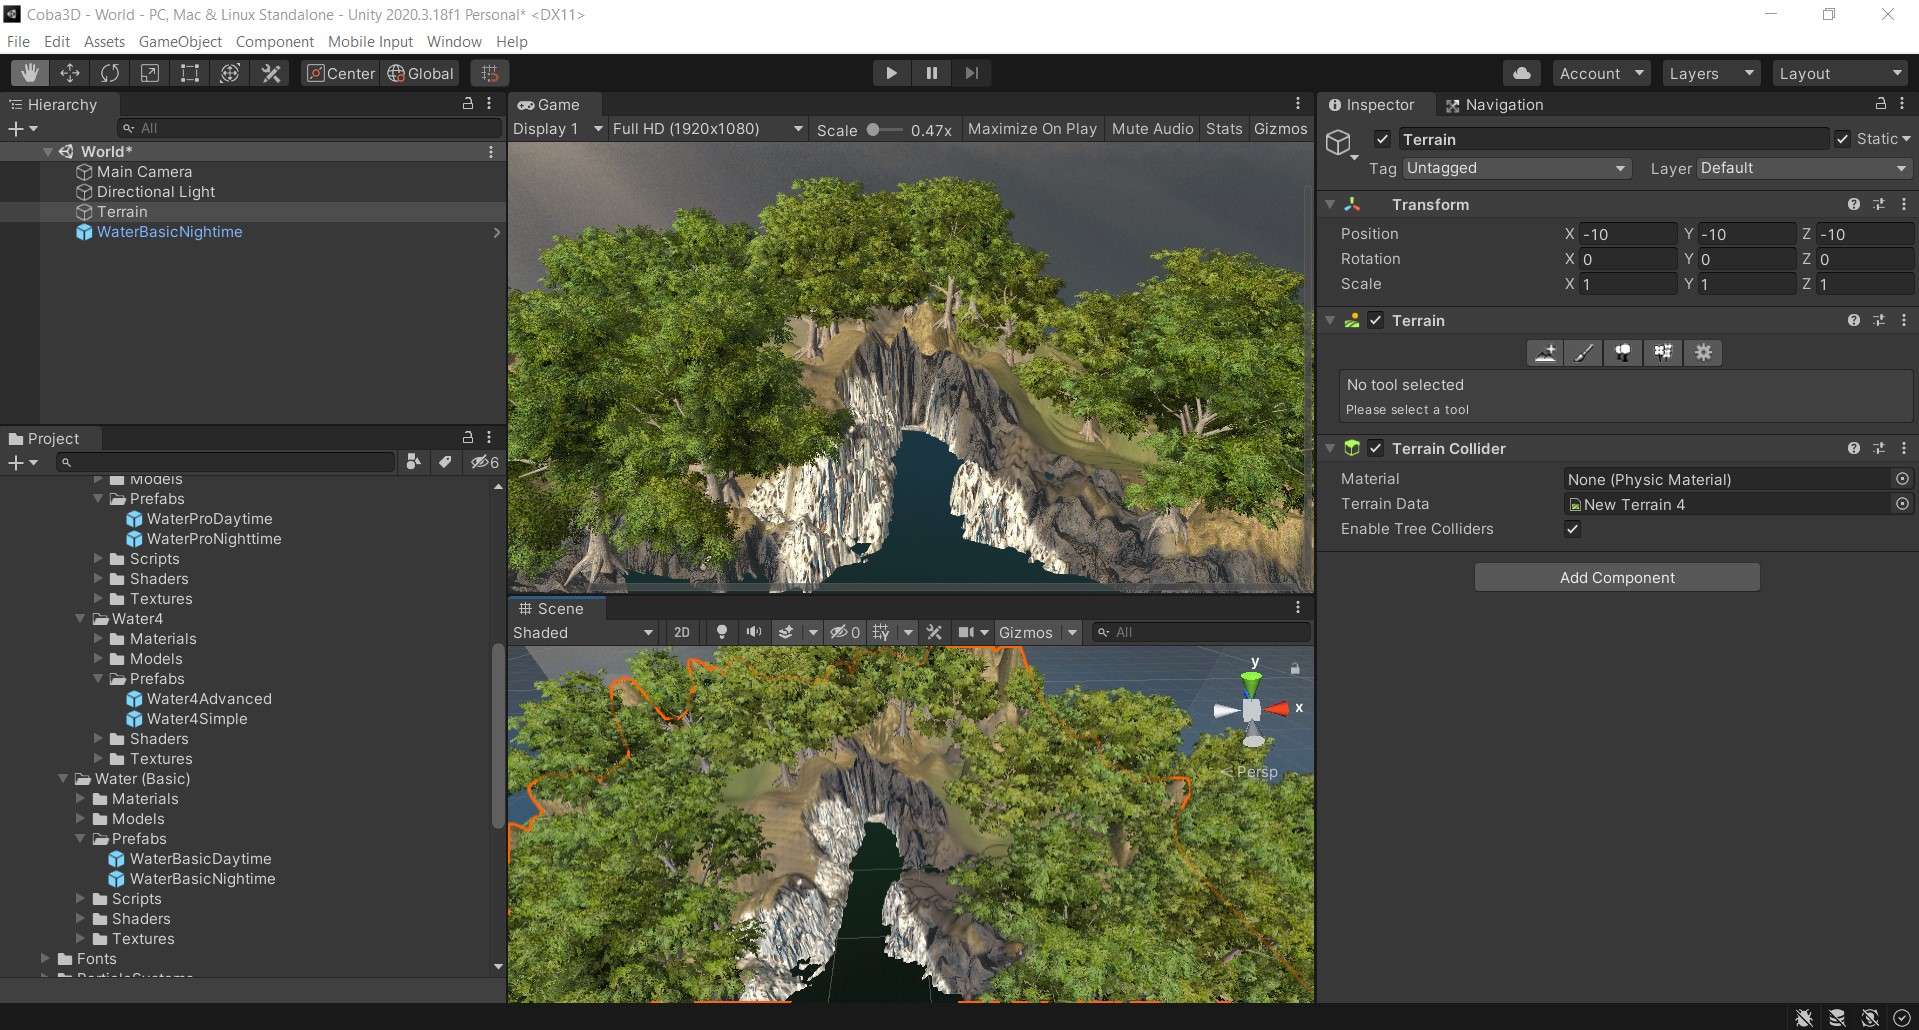 Coba3D - World - PC, Mac & Linux Standalone - Unity 2020.3.18f1 Personal* <DX11>
File Edit Assets GameObject Component Mobile Input Window Help
Center Global Account Layers Layout
Hierarchy
All
World*
Main Camera
Directional Light
Terrain
WaterBasicNightime
Project
6
Models
Prefabs
WaterProDaytime
WaterProNighttime
Scripts
Shaders
Textures
Water4
Materials
Models
Prefabs
Water4Advanced
Water4Simple
Shaders
Textures
Water (Basic)
Materials
Models
Prefabs
WaterBasicDaytime
WaterBasicNightime
Scripts
Shaders
Textures
Fonts
ParticleSystems
Game
Display 1 Full HD (1920x1080) Scale 0.47x Maximize On Play Mute Audio Stats Gizmos
Scene
Shaded 2D 0 Gizmos All
y
x
< Persp
Inspector Navigation
Terrain Static
Tag Untagged Layer Default
Transform
Position X -10 Y -10 Z -10
Rotation X 0 Y 0 Z 0
Scale X 1 Y 1 Z 1
Terrain
No tool selected
Please select a tool
Terrain Collider
Material None (Physic Material)
Terrain Data New Terrain 4
Enable Tree Colliders
Add Component